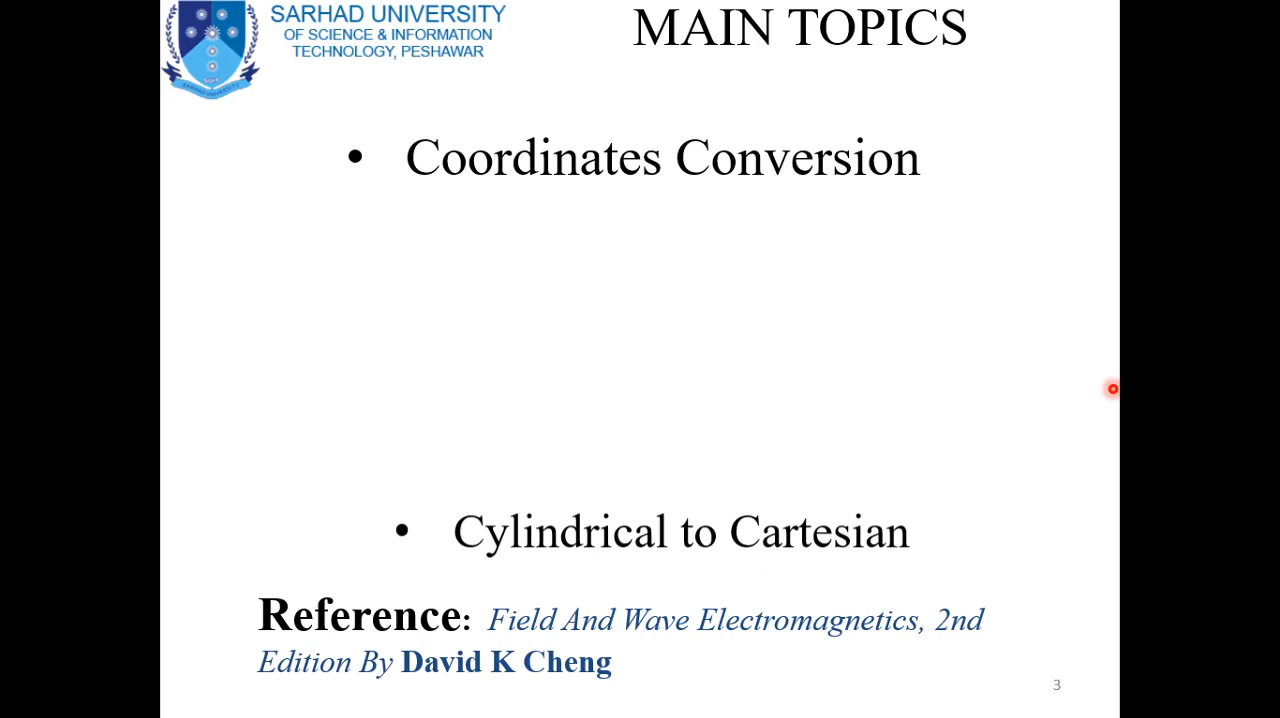 SARHAD UNIVERSITY
OF SCIENCE & INFORMATION
TECHNOLOGY, PESHAWAR
MAIN TOPICS
• Coordinates Conversion
• Cylindrical to Cartesian
Reference: Field And Wave Electromagnetics, 2nd
Edition By David K Cheng
3